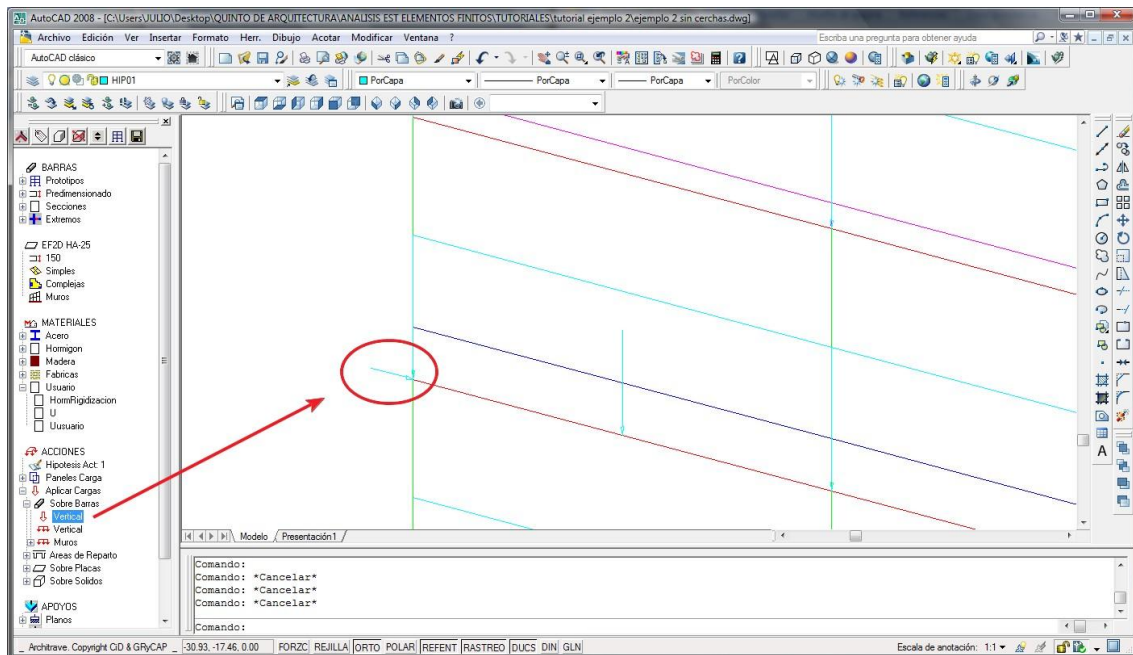 AutoCAD 2008 - [C:\Users\JULIO\Desktop\QUINTO DE ARQUITECTURA\ANALISIS EST ELEMENTOS FINITOS\TUTORIALES\tutorial ejemplo 2\ejemplo 2 sin cerchas.dwg]
Archivo Edición Ver Insertar Formato Herr. Dibujo Acotar Modificar Ventana ? Escriba una pregunta para obtener ayuda
AutoCAD clásico
HIP01 PorCapa PorCapa PorCapa PorColor
BARRAS
Prototipos
Predimensionado
Secciones
Extremos
EF2D HA-25
150
Simples
Complejas
Muros
MATERIALES
Acero
Hormigon
Madera
Fabricas
Usuario
HormRigidizacion
U
Uusuario
ACCIONES
Hipotesis Act: 1
Paneles Carga
Aplicar Cargas
Sobre Barras
Vertical
Vertical
Muros
Areas de Reparto
Sobre Placas
Sobre Solidos
APOYOS
Planos
Modelo Presentación1
Comando:
Comando: *Cancelar*
Comando: *Cancelar*
Comando: *Cancelar*
Comando:
_ Architrave. Copyright CiD & GRyCAP _ -30.93, -17.46, 0.00 FORZC REJILLA ORTO POLAR REFENT RASTREO DUCS DIN GLN Escala de anotación: 1:1